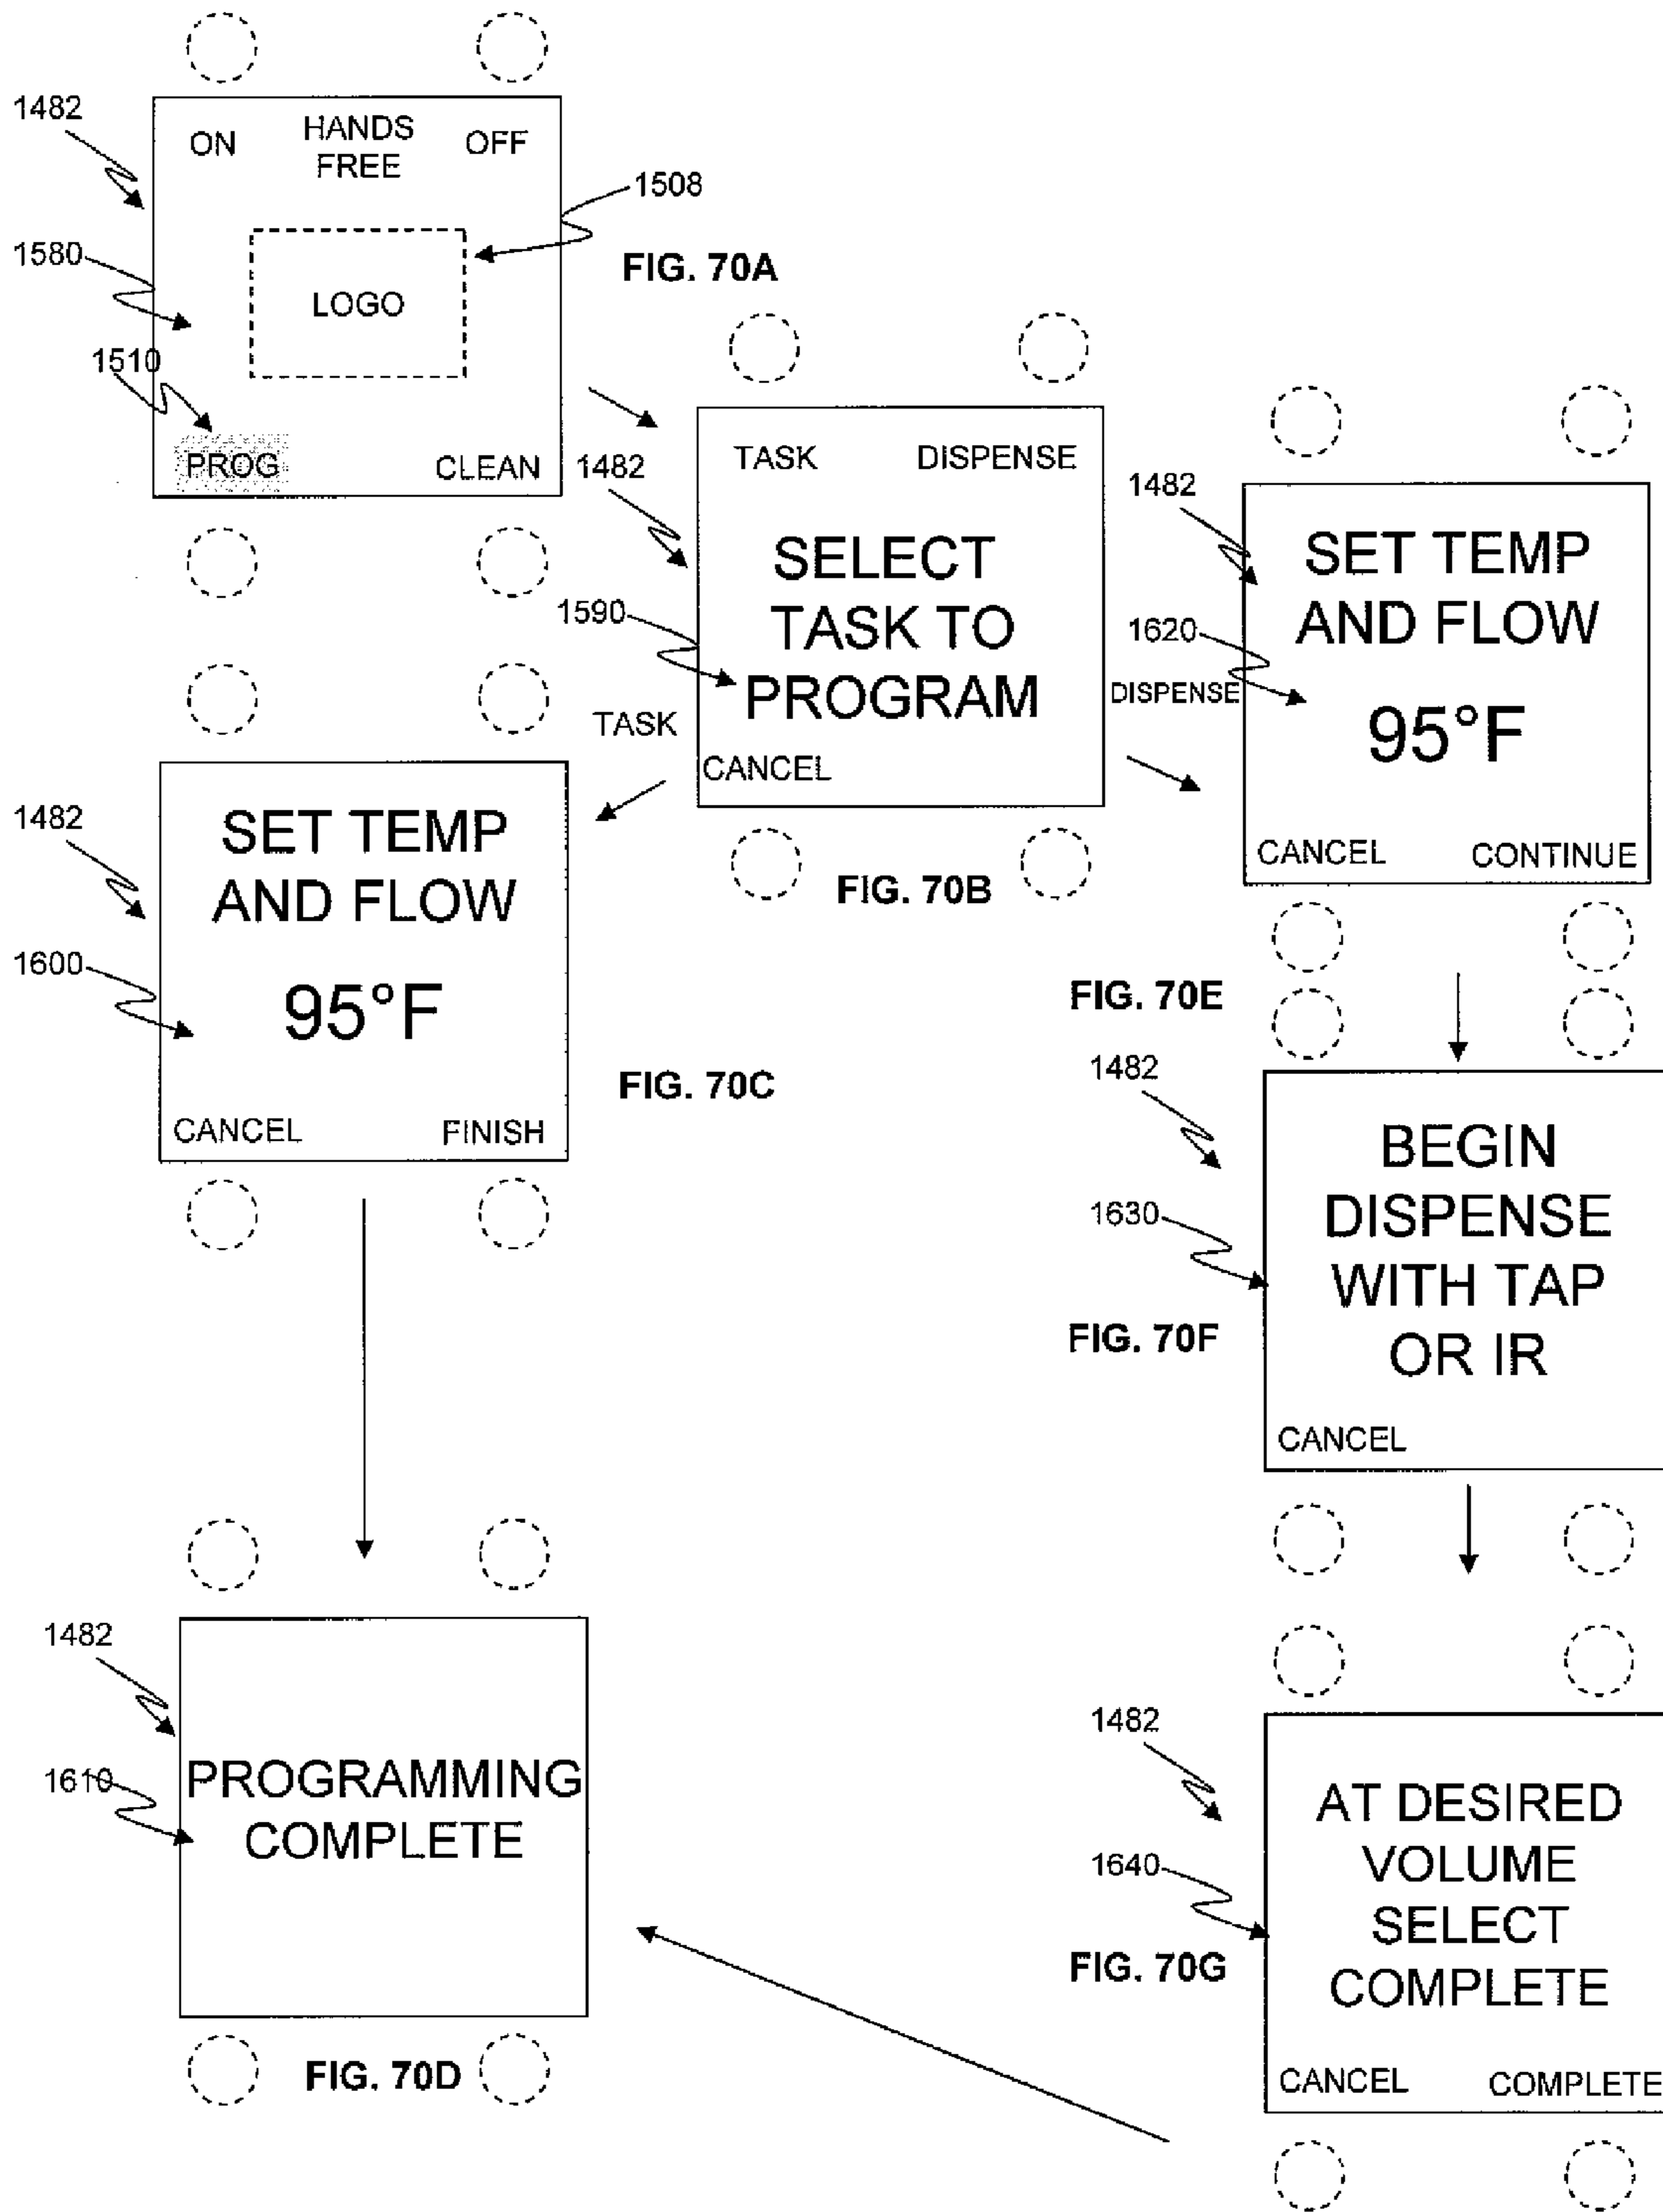 1482
ON
HANDS
FREE
OFF
1508
1580
LOGO
FIG. 70A
1510
PROG
CLEAN
1482
TASK
DISPENSE
SELECT
TASK TO
PROGRAM
1590
CANCEL
FIG. 70B
TASK
DISPENSE
1482
SET TEMP
AND FLOW
1620
95°F
CANCEL
CONTINUE
FIG. 70E
1482
SET TEMP
AND FLOW
1600
95°F
CANCEL
FINISH
FIG. 70C
1482
BEGIN
DISPENSE
WITH TAP
OR IR
1630
FIG. 70F
CANCEL
1482
PROGRAMMING
COMPLETE
1610
FIG. 70D
1482
AT DESIRED
VOLUME
SELECT
COMPLETE
1640
FIG. 70G
CANCEL
COMPLETE